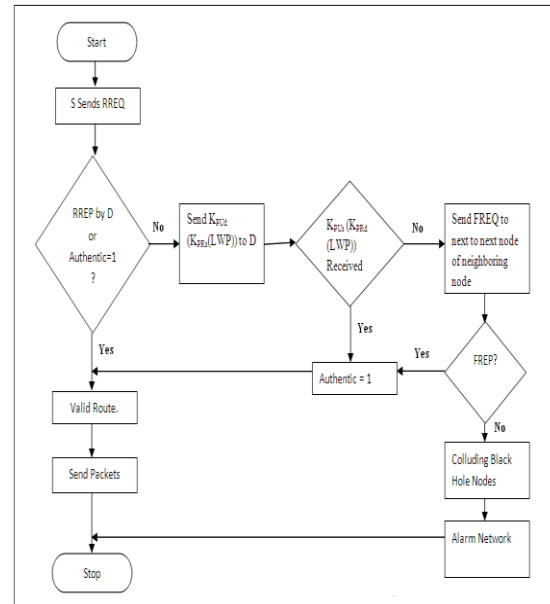 Start
S Sends RREQ
RREP by D
or
Authentic=1
?
No
Send KPUd
(KPRs(LWP)) to D
KPUs (KPRd
(LWP))
Received
No
Send FREQ to
next to next node
of neighboring
node
Yes
Yes
Yes
FREP?
Authentic = 1
No
Valid Route.
Colluding Black
Hole Nodes
Send Packets
Alarm Network
Stop